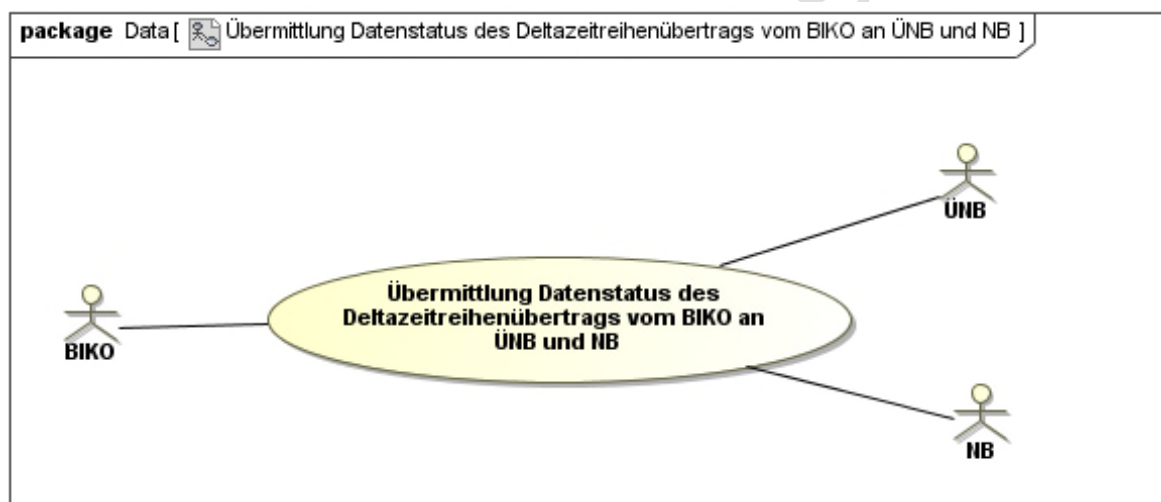 package Data [ Übermittlung Datenstatus des Deltazeitreihenübertrags vom BIKO an ÜNB und NB ]
ÜNB
Übermittlung Datenstatus des
Deltazeitreihenübertrags vom BIKO an
ÜNB und NB
BIKO
NB